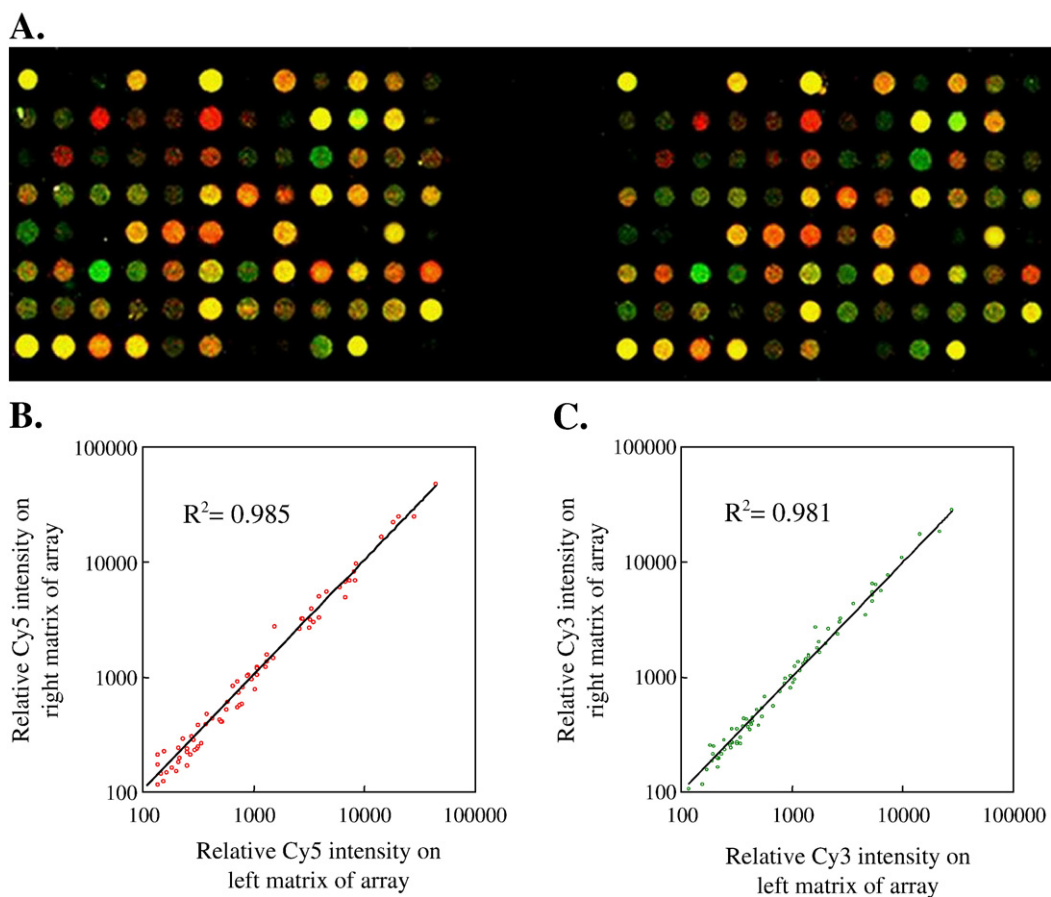 A.
B.
C.
100000
10000
1000
100
R²= 0.985
Relative Cy5 intensity on
right matrix of array
100 1000 10000 100000
Relative Cy5 intensity on
left matrix of array
100000
10000
1000
100
R²= 0.981
Relative Cy3 intensity on
right matrix of array
100 1000 10000 100000
Relative Cy3 intensity on
left matrix of array